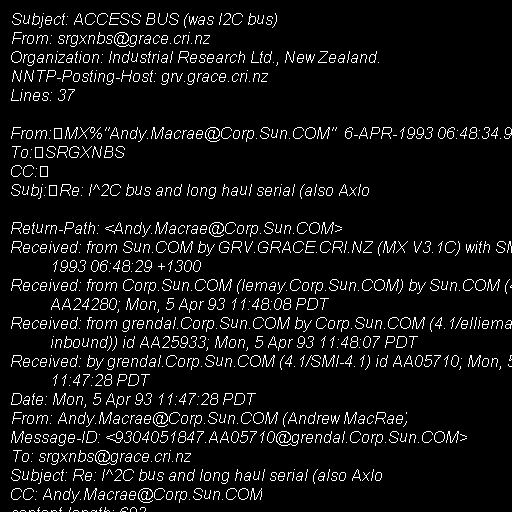 Subject: ACCESS BUS (was I2C bus)
From: srgxnbs@grace.cri.nz
Organization: Industrial Research Ltd., New Zealand.
NNTP-Posting-Host: grv.grace.cri.nz
Lines: 37
From:	MX%"Andy.Macrae@Corp.Sun.COM"  6-APR-1993 06:48:34.9
To:	SRGXNBS
CC:	
Subj:	Re: I^2C bus and long haul serial (also Axlo
Return-Path: <Andy.Macrae@Corp.Sun.COM>
Received: from Sun.COM by GRV.GRACE.CRI.NZ (MX V3.1C) with SM
1993 06:48:29 +1300
Received: from Corp.Sun.COM (lemay.Corp.Sun.COM) by Sun.COM (4
AA24280; Mon, 5 Apr 93 11:48:08 PDT
Received: from grendal.Corp.Sun.COM by Corp.Sun.COM (4.1/elliema
inbound)) id AA25933; Mon, 5 Apr 93 11:48:07 PDT
Received: by grendal.Corp.Sun.COM (4.1/SMI-4.1) id AA05710; Mon, 5
11:47:28 PDT
Date: Mon, 5 Apr 93 11:47:28 PDT
From: Andy.Macrae@Corp.Sun.COM (Andrew MacRae)
Message-ID: <9304051847.AA05710@grendal.Corp.Sun.COM>
To: srgxnbs@grace.cri.nz
Subject: Re: I^2C bus and long haul serial (also Axlo
CC: Andy.Macrae@Corp.Sun.COM
content-length: 692